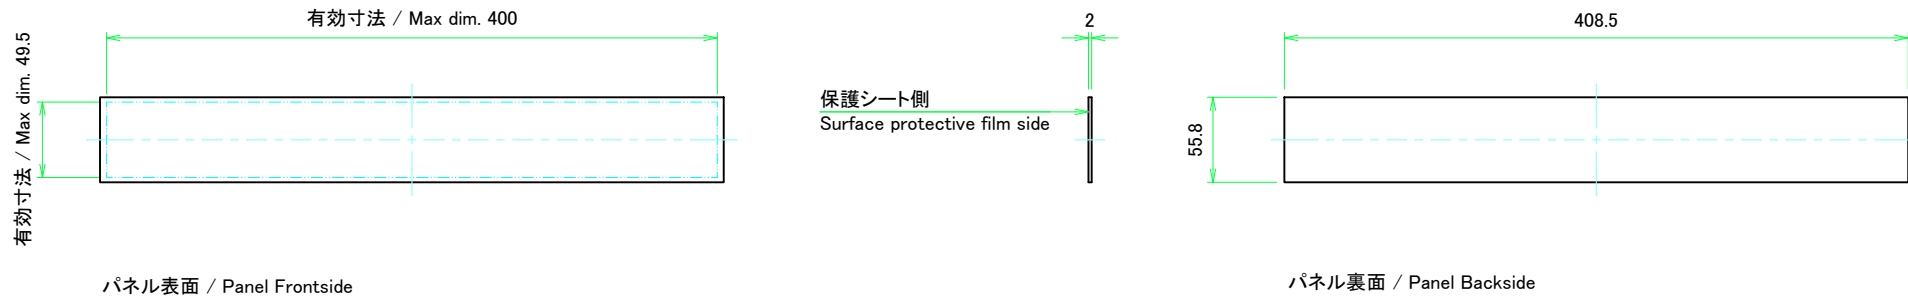 有効寸法 / Max dim. 400
有効寸法 / Max dim. 49.5
パネル表面 / Panel Frontside
2
保護シート側
Surface protective film side
408.5
55.8
パネル裏面 / Panel Backside